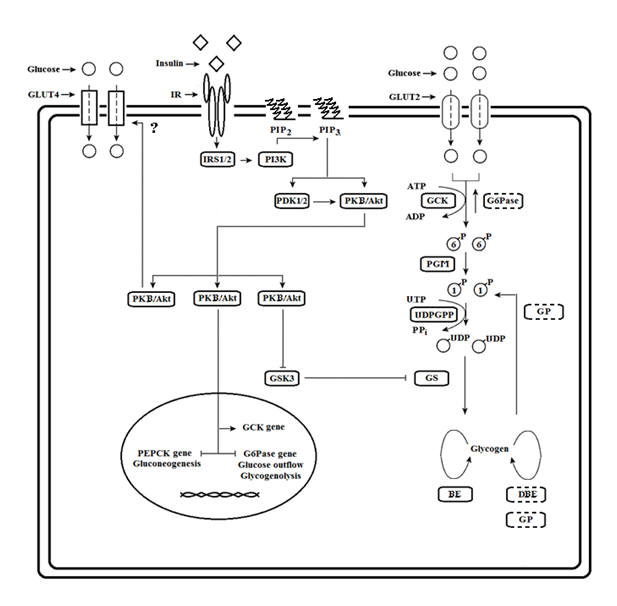 Glucose
GLUT4
?
Insulin
IR
PIP2
PIP3
IRS1/2
PI3K
PDK1/2
PKB/Akt
PKB/Akt
PKB/Akt
PKB/Akt
GSK3
GS
GCK gene
PEPCK gene
Gluconeogenesis
G6Pase gene
Glucose outflow
Glycogenolysis
Glucose
GLUT2
ATP
GCK
G6Pase
ADP
6 P
6 P
PGM
1 P
1 P
UTP
UDPGPP
PPi
GP
UDP
UDP
Glycogen
BE
DBE
GP